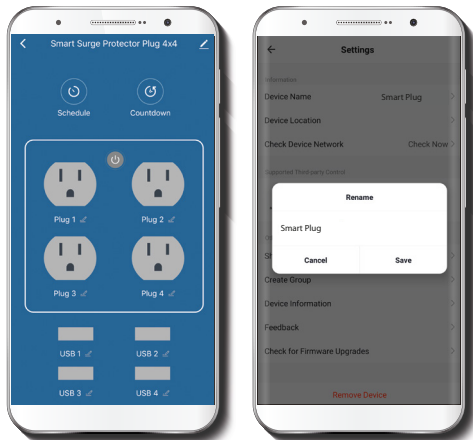 Smart Surge Protector Plug 4x4
Schedule Countdown
Plug 1 Plug 2
Plug 3 Plug 4
USB 1 USB 2
USB 3 USB 4
Settings
Information
Device Name Smart Plug
Device Location
Check Device Network Check Now
Supported Third-party Control
Rename
Smart Plug
Cancel Save
Create Group
Device Information
Feedback
Check for Firmware Upgrades
Remove Device